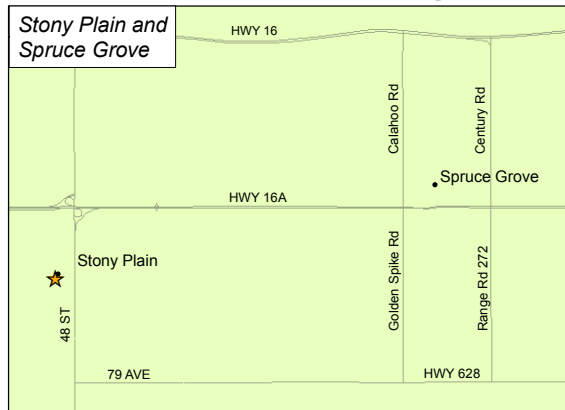 Stony Plain and
Spruce Grove
HWY 16
Calahoo Rd
Century Rd
Spruce Grove
HWY 16A
Stony Plain
48 ST
Golden Spike Rd
Range Rd 272
79 AVE
HWY 628